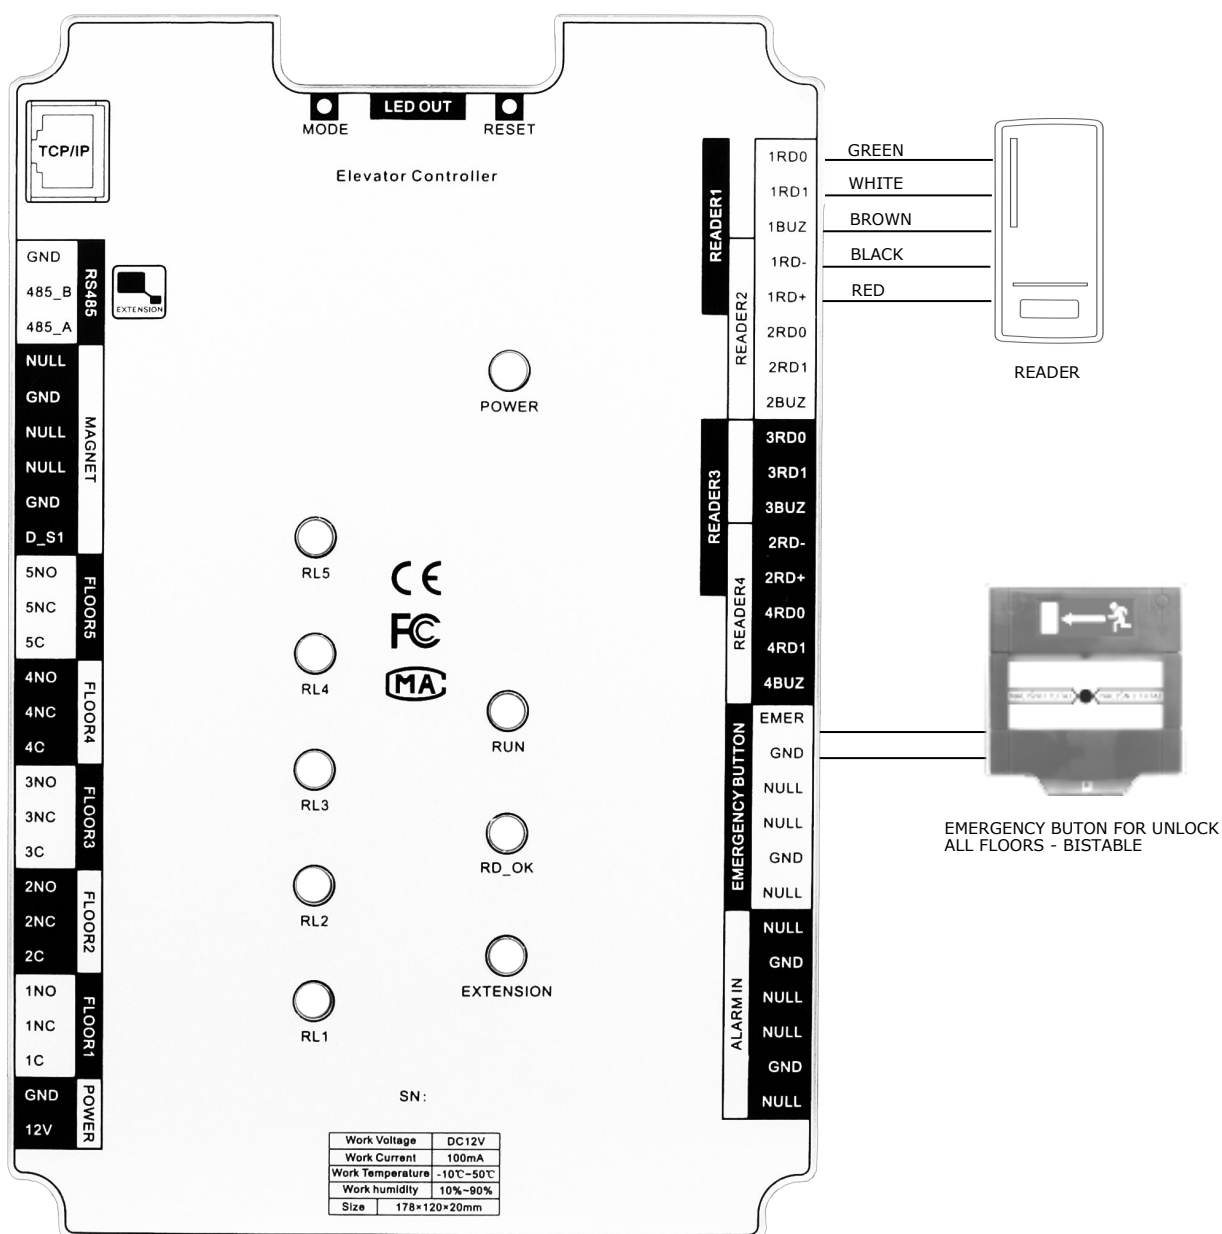 MODE
LED OUT
RESET
TCP/IP
Elevator Controller
GND
485_B
485_A
RS485
EXTENSION
NULL
GND
NULL
NULL
GND
D_S1
MAGNET
5NO
5NC
5C
FLOOR5
4NO
4NC
4C
FLOOR4
3NO
3NC
3C
FLOOR3
2NO
2NC
2C
FLOOR2
1NO
1NC
1C
FLOOR1
GND
12V
POWER
POWER
RL5
RL4
RL3
RL2
RL1
CE
FC
MA
RUN
RD_OK
EXTENSION
SN:
Work Voltage DC12V
Work Current 100mA
Work Temperature -10℃~50℃
Work humidity 10%~90%
Size 178×120×20mm
READER1
READER2
1RD0
1RD1
1BUZ
1RD-
1RD+
2RD0
2RD1
2BUZ
READER3
READER4
3RD0
3RD1
3BUZ
2RD-
2RD+
4RD0
4RD1
4BUZ
EMERGENCY BUTTON
EMER
GND
NULL
NULL
GND
NULL
ALARM IN
NULL
GND
NULL
NULL
GND
NULL
GREEN
WHITE
BROWN
BLACK
RED
READER
EMERGENCY BUTON FOR UNLOCK
ALL FLOORS - BISTABLE